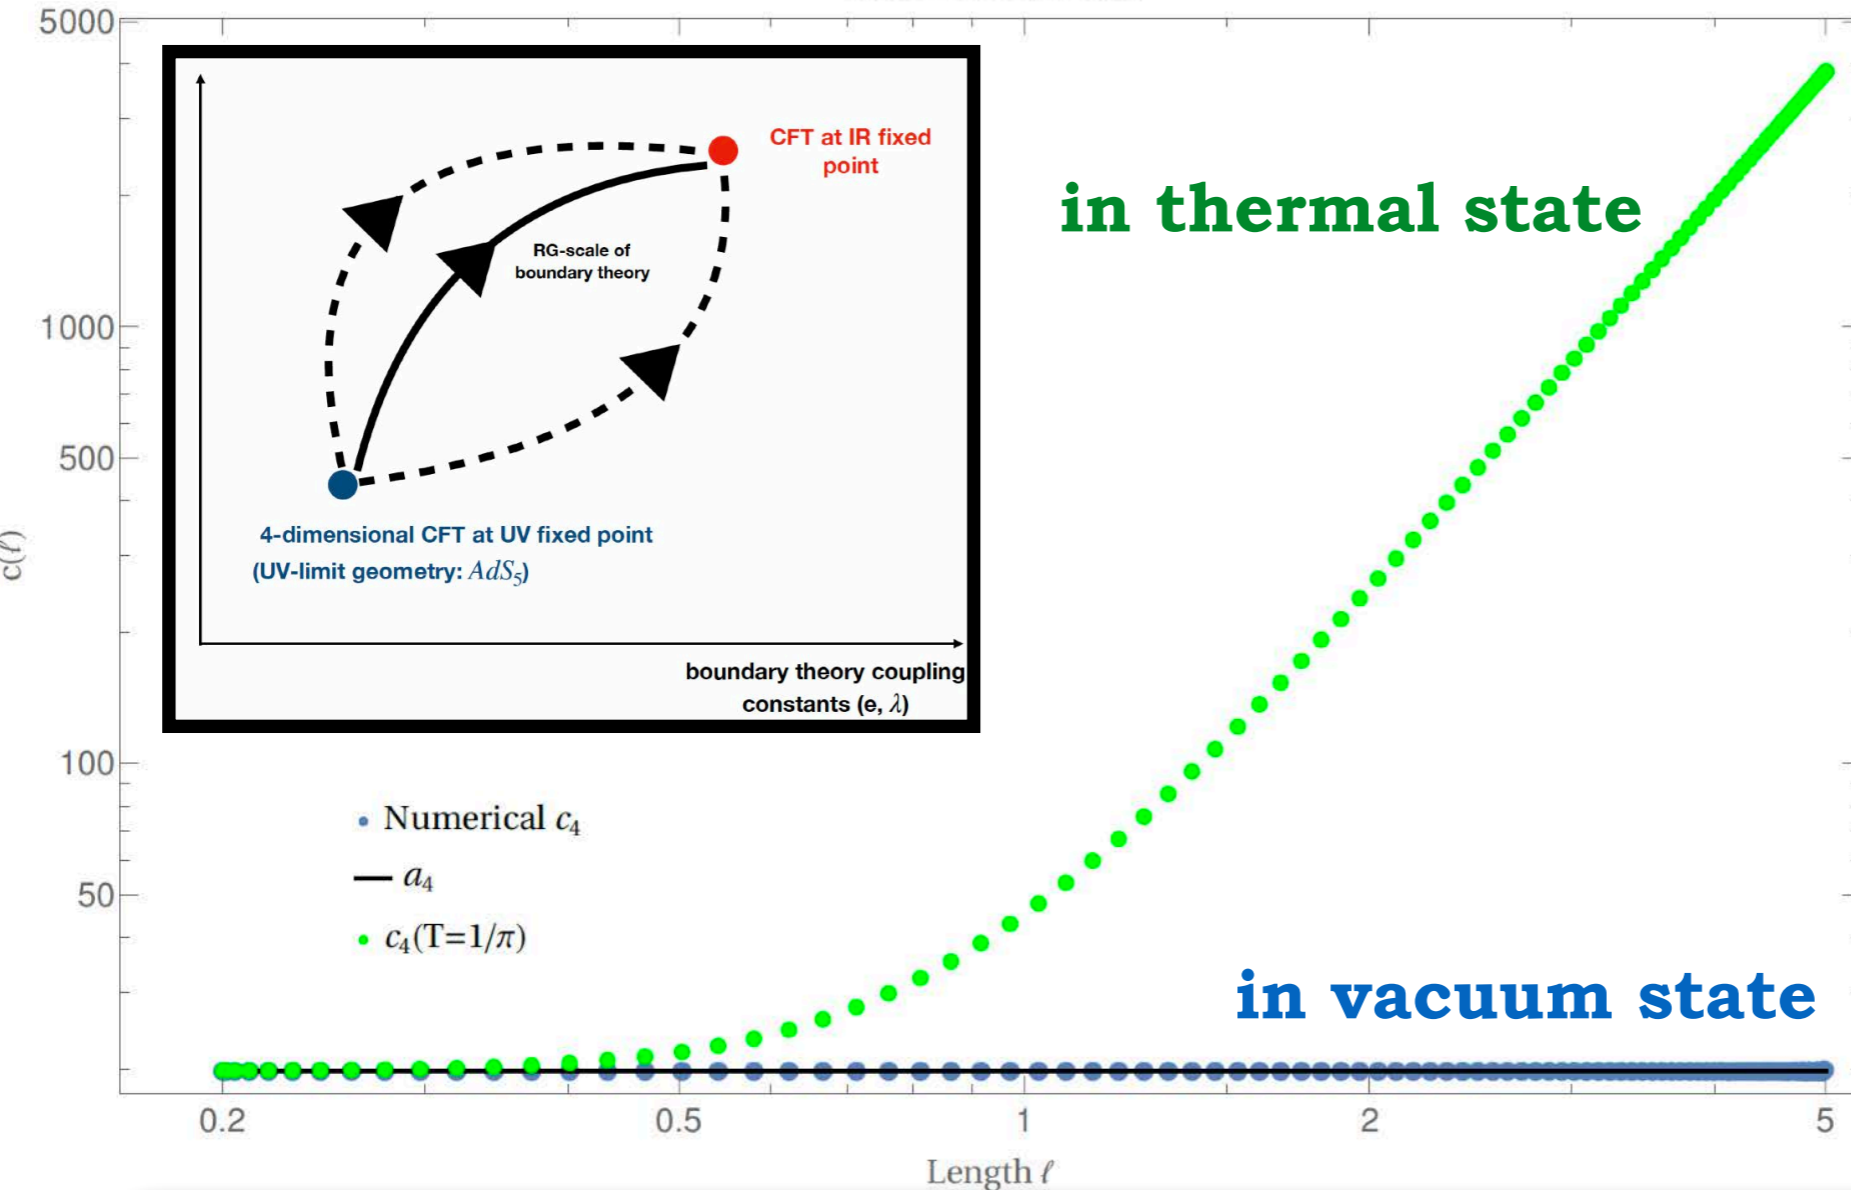 5000
1000
500
100
50
c(ℓ)
CFT at IR fixed
point
RG-scale of
boundary theory
4-dimensional CFT at UV fixed point
(UV-limit geometry: AdS₅)
boundary theory coupling
constants (e, λ)
in thermal state
Numerical c₄
a₄
c₄(T=1/π)
in vacuum state
0.2
0.5
1
2
5
Length ℓ